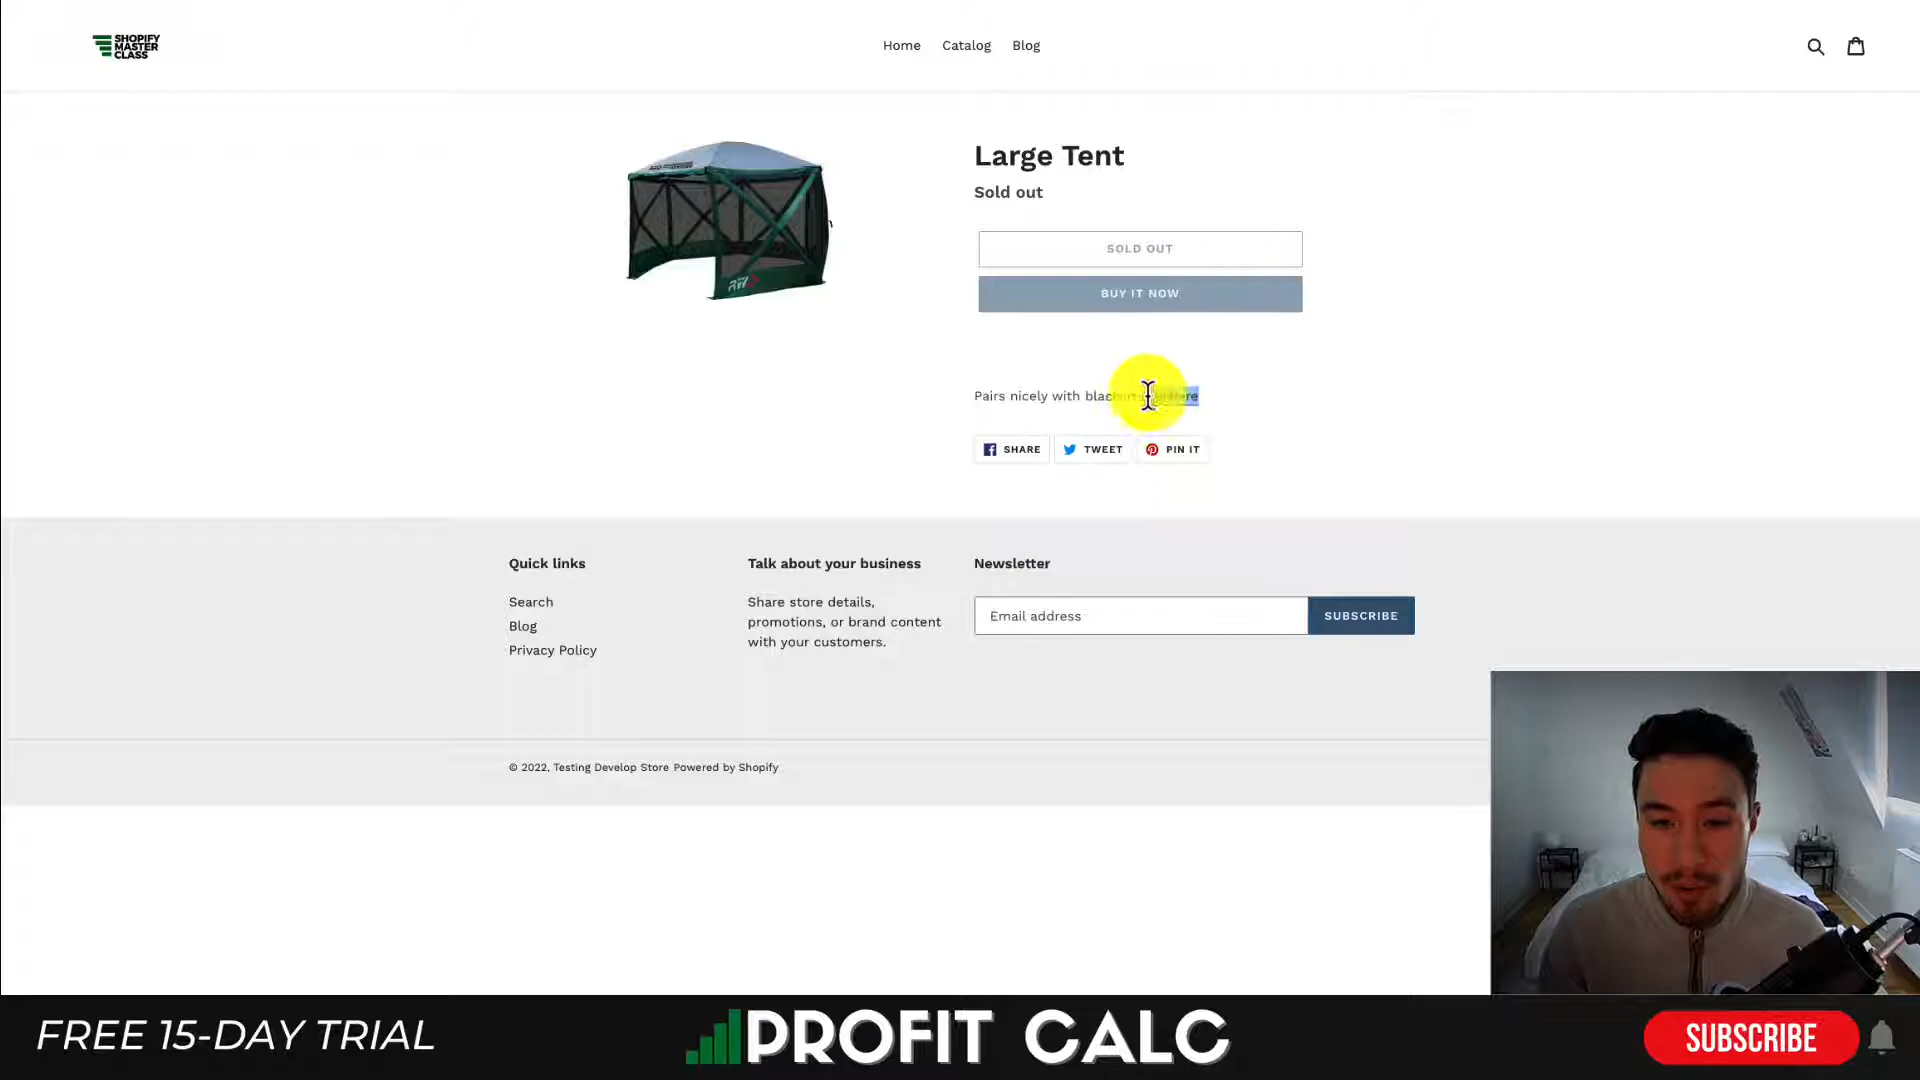 SHOPIFY
MASTER
CLASS
Home Catalog Blog
Large Tent
Sold out
SOLD OUT
BUY IT NOW
Pairs nicely with
SHARE TWEET PIN IT
Quick links Talk about your business Newsletter
Search
Blog
Privacy Policy
Share store details,
promotions, or brand content
with your customers.
Email address SUBSCRIBE
© 2022, Testing Develop Store Powered by Shopify
FREE 15-DAY TRIAL PROFIT CALC SUBSCRIBE